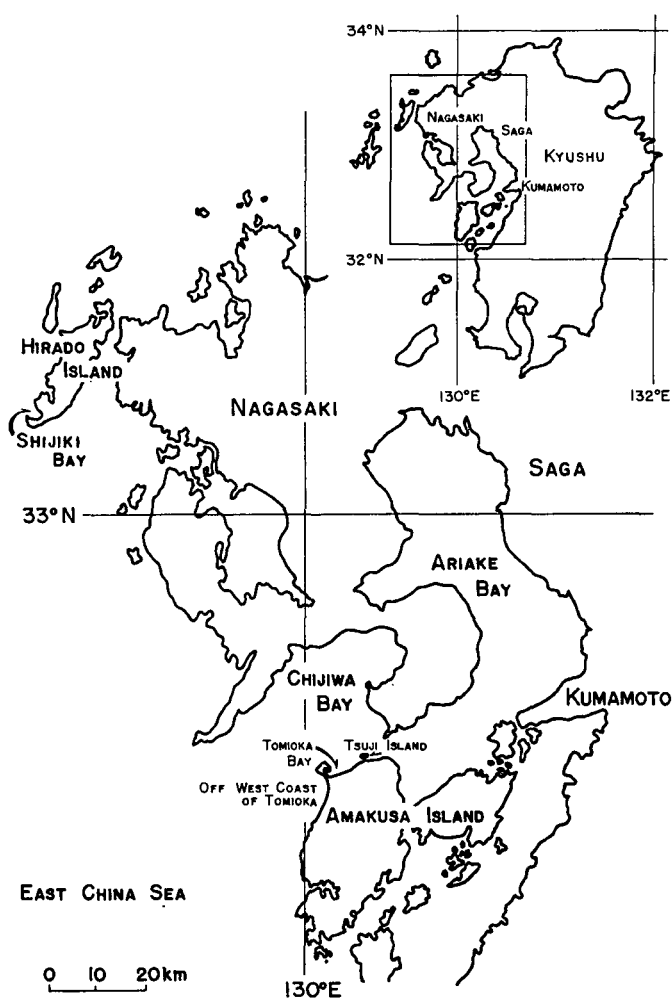 34°N
NAGASAKI
SAGA
KYUSHU
KUMAMOTO
32°N
130°E
132°E
HIRADO
ISLAND
NAGASAKI
SHIJIKI
BAY
SAGA
33°N
ARIAKE
BAY
CHIJIWA
BAY
KUMAMOTO
TOMIOKA
BAY
TSUJI ISLAND
OFF WEST COAST
OF TOMIOKA
AMAKUSA ISLAND
EAST CHINA SEA
0 10 20km
130°E